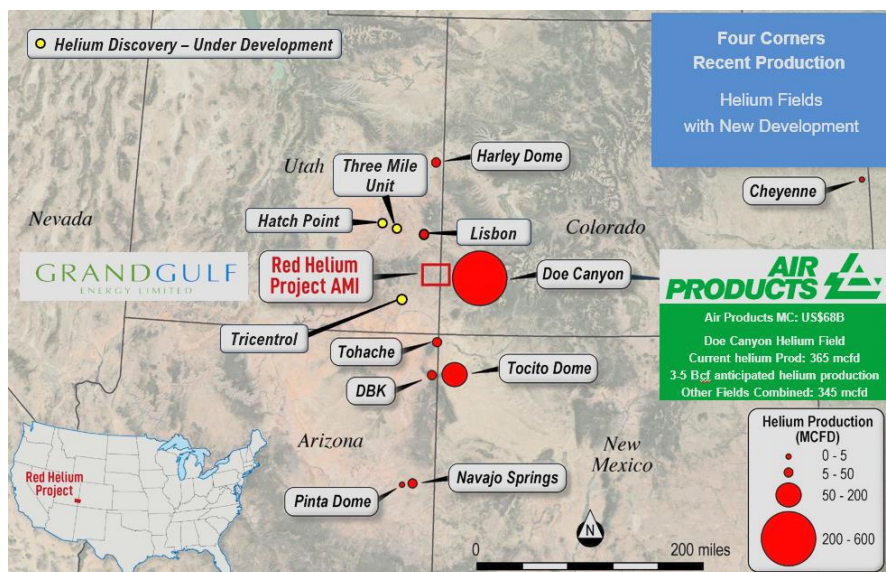 Helium Discovery – Under Development
Four Corners
Recent Production
Helium Fields
with New Development
Utah
Three Mile
Unit
Harley Dome
Cheyenne
Nevada
Hatch Point
Lisbon
Colorado
GRANDGULF
ENERGY LIMITED
Red Helium
Project AMI
Doe Canyon
AIR
PRODUCTS
Air Products MC: US$68B
Doe Canyon Helium Field
Current helium Prod: 365 mcfd
3-5 Bcf anticipated helium production
Other Fields Combined: 345 mcfd
Tricentrol
Tohache
DBK
Tocito Dome
Arizona
New
Mexico
Helium Production
(MCFD)
0 - 5
5 - 50
50 - 200
200 - 600
Red Helium
Project
Pinta Dome
Navajo Springs
N
0
200 miles